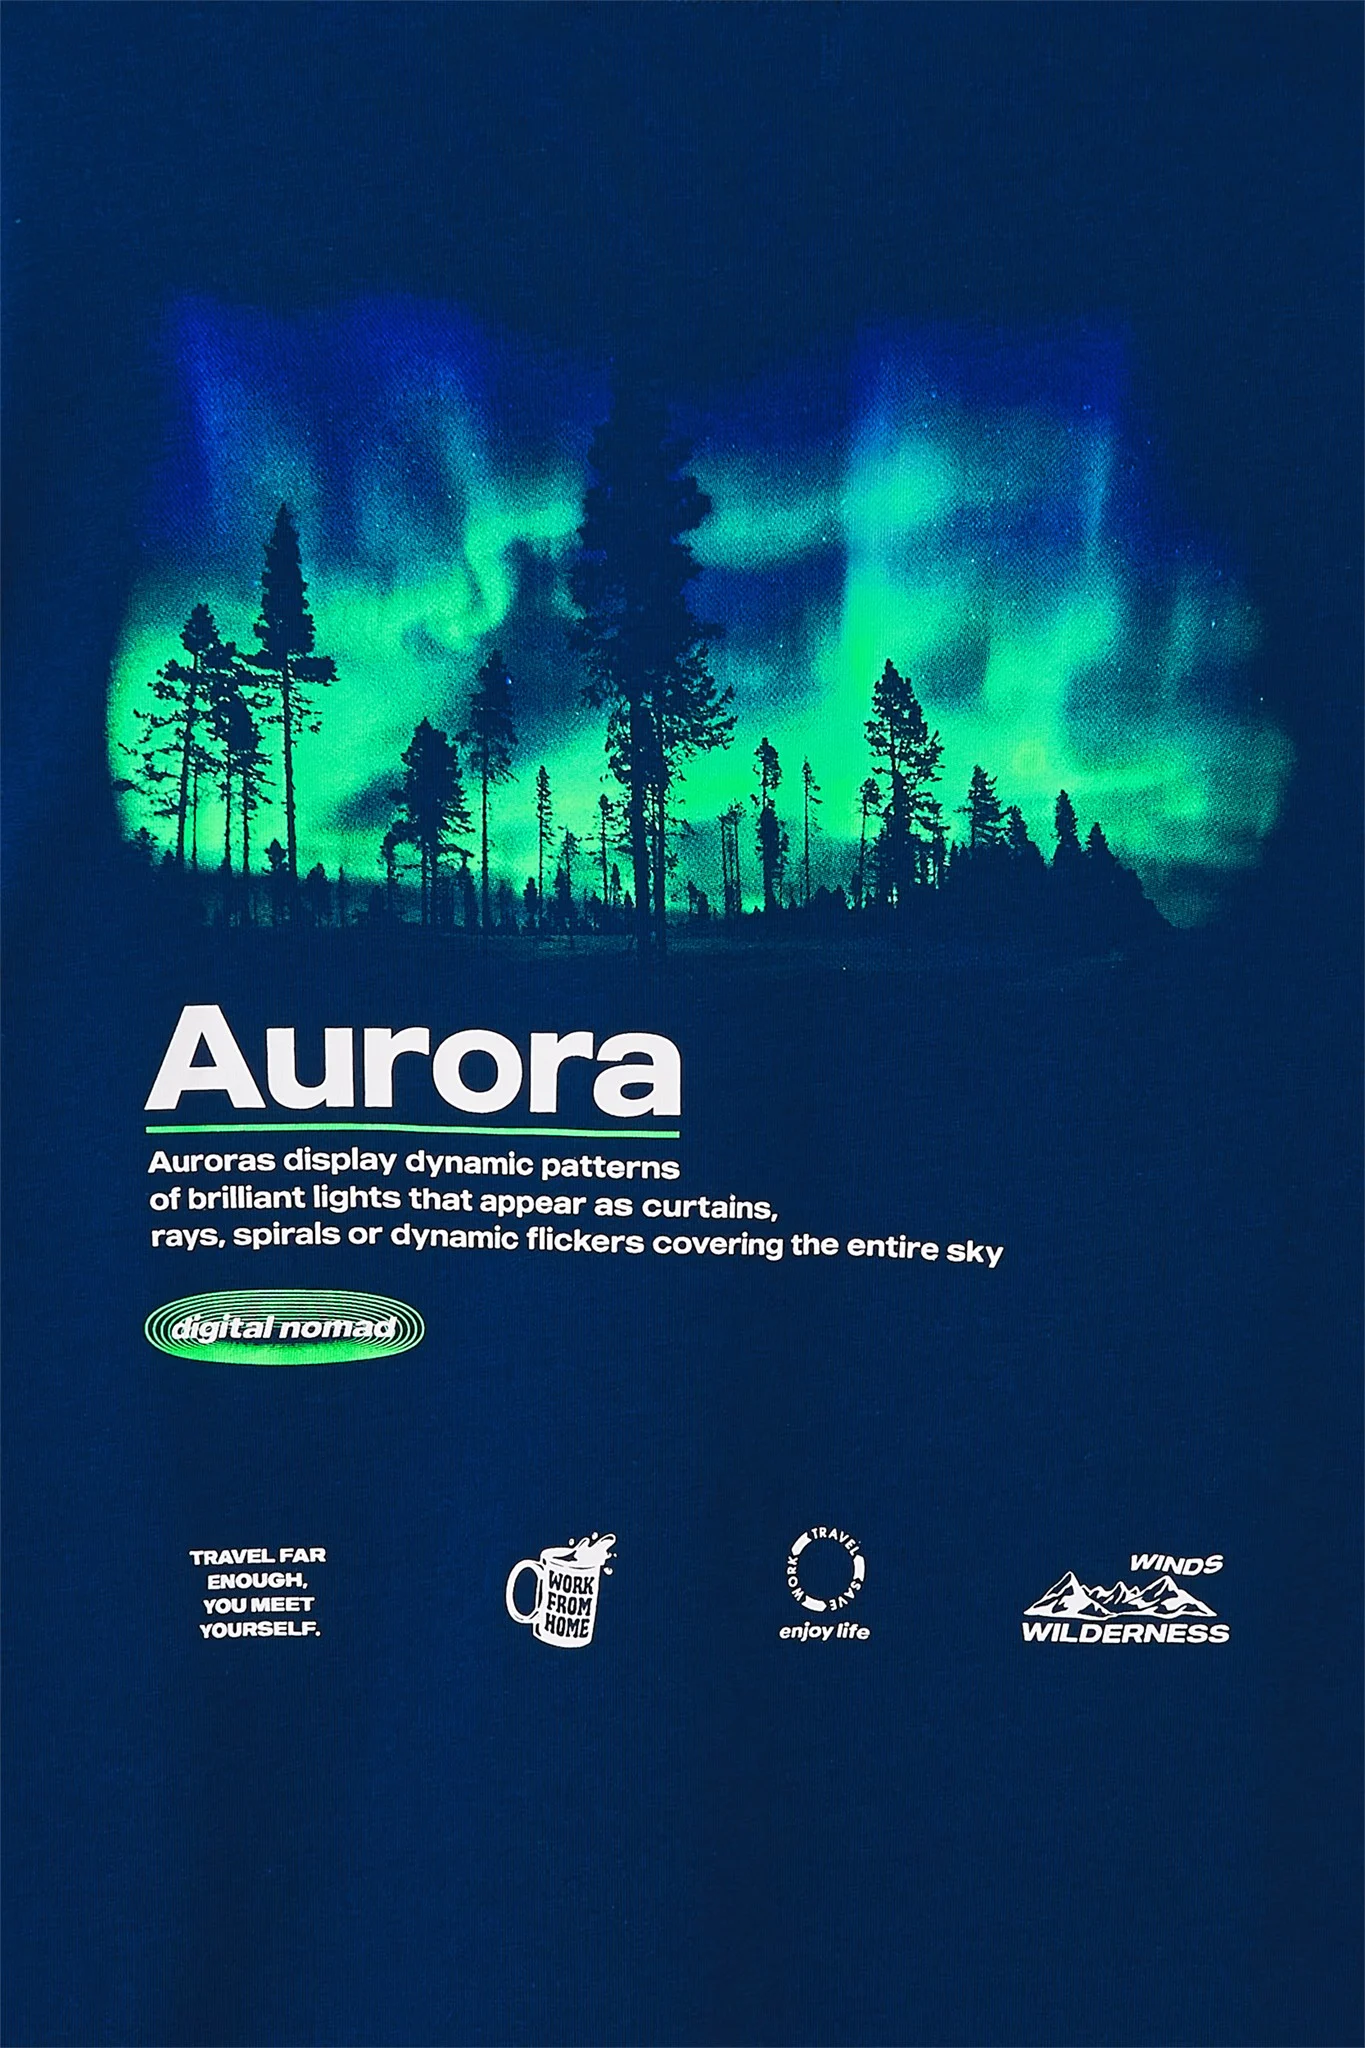 Aurora
Auroras display dynamic patterns
of brilliant lights that appear as curtains,
rays, spirals or dynamic flickers covering the entire sky
digital nomad
TRAVEL FAR
ENOUGH,
YOU MEET
YOURSELF.
WORK
FROM
HOME
TRAVEL
SAVE
WORK
enjoy life
WINDS
WILDERNESS